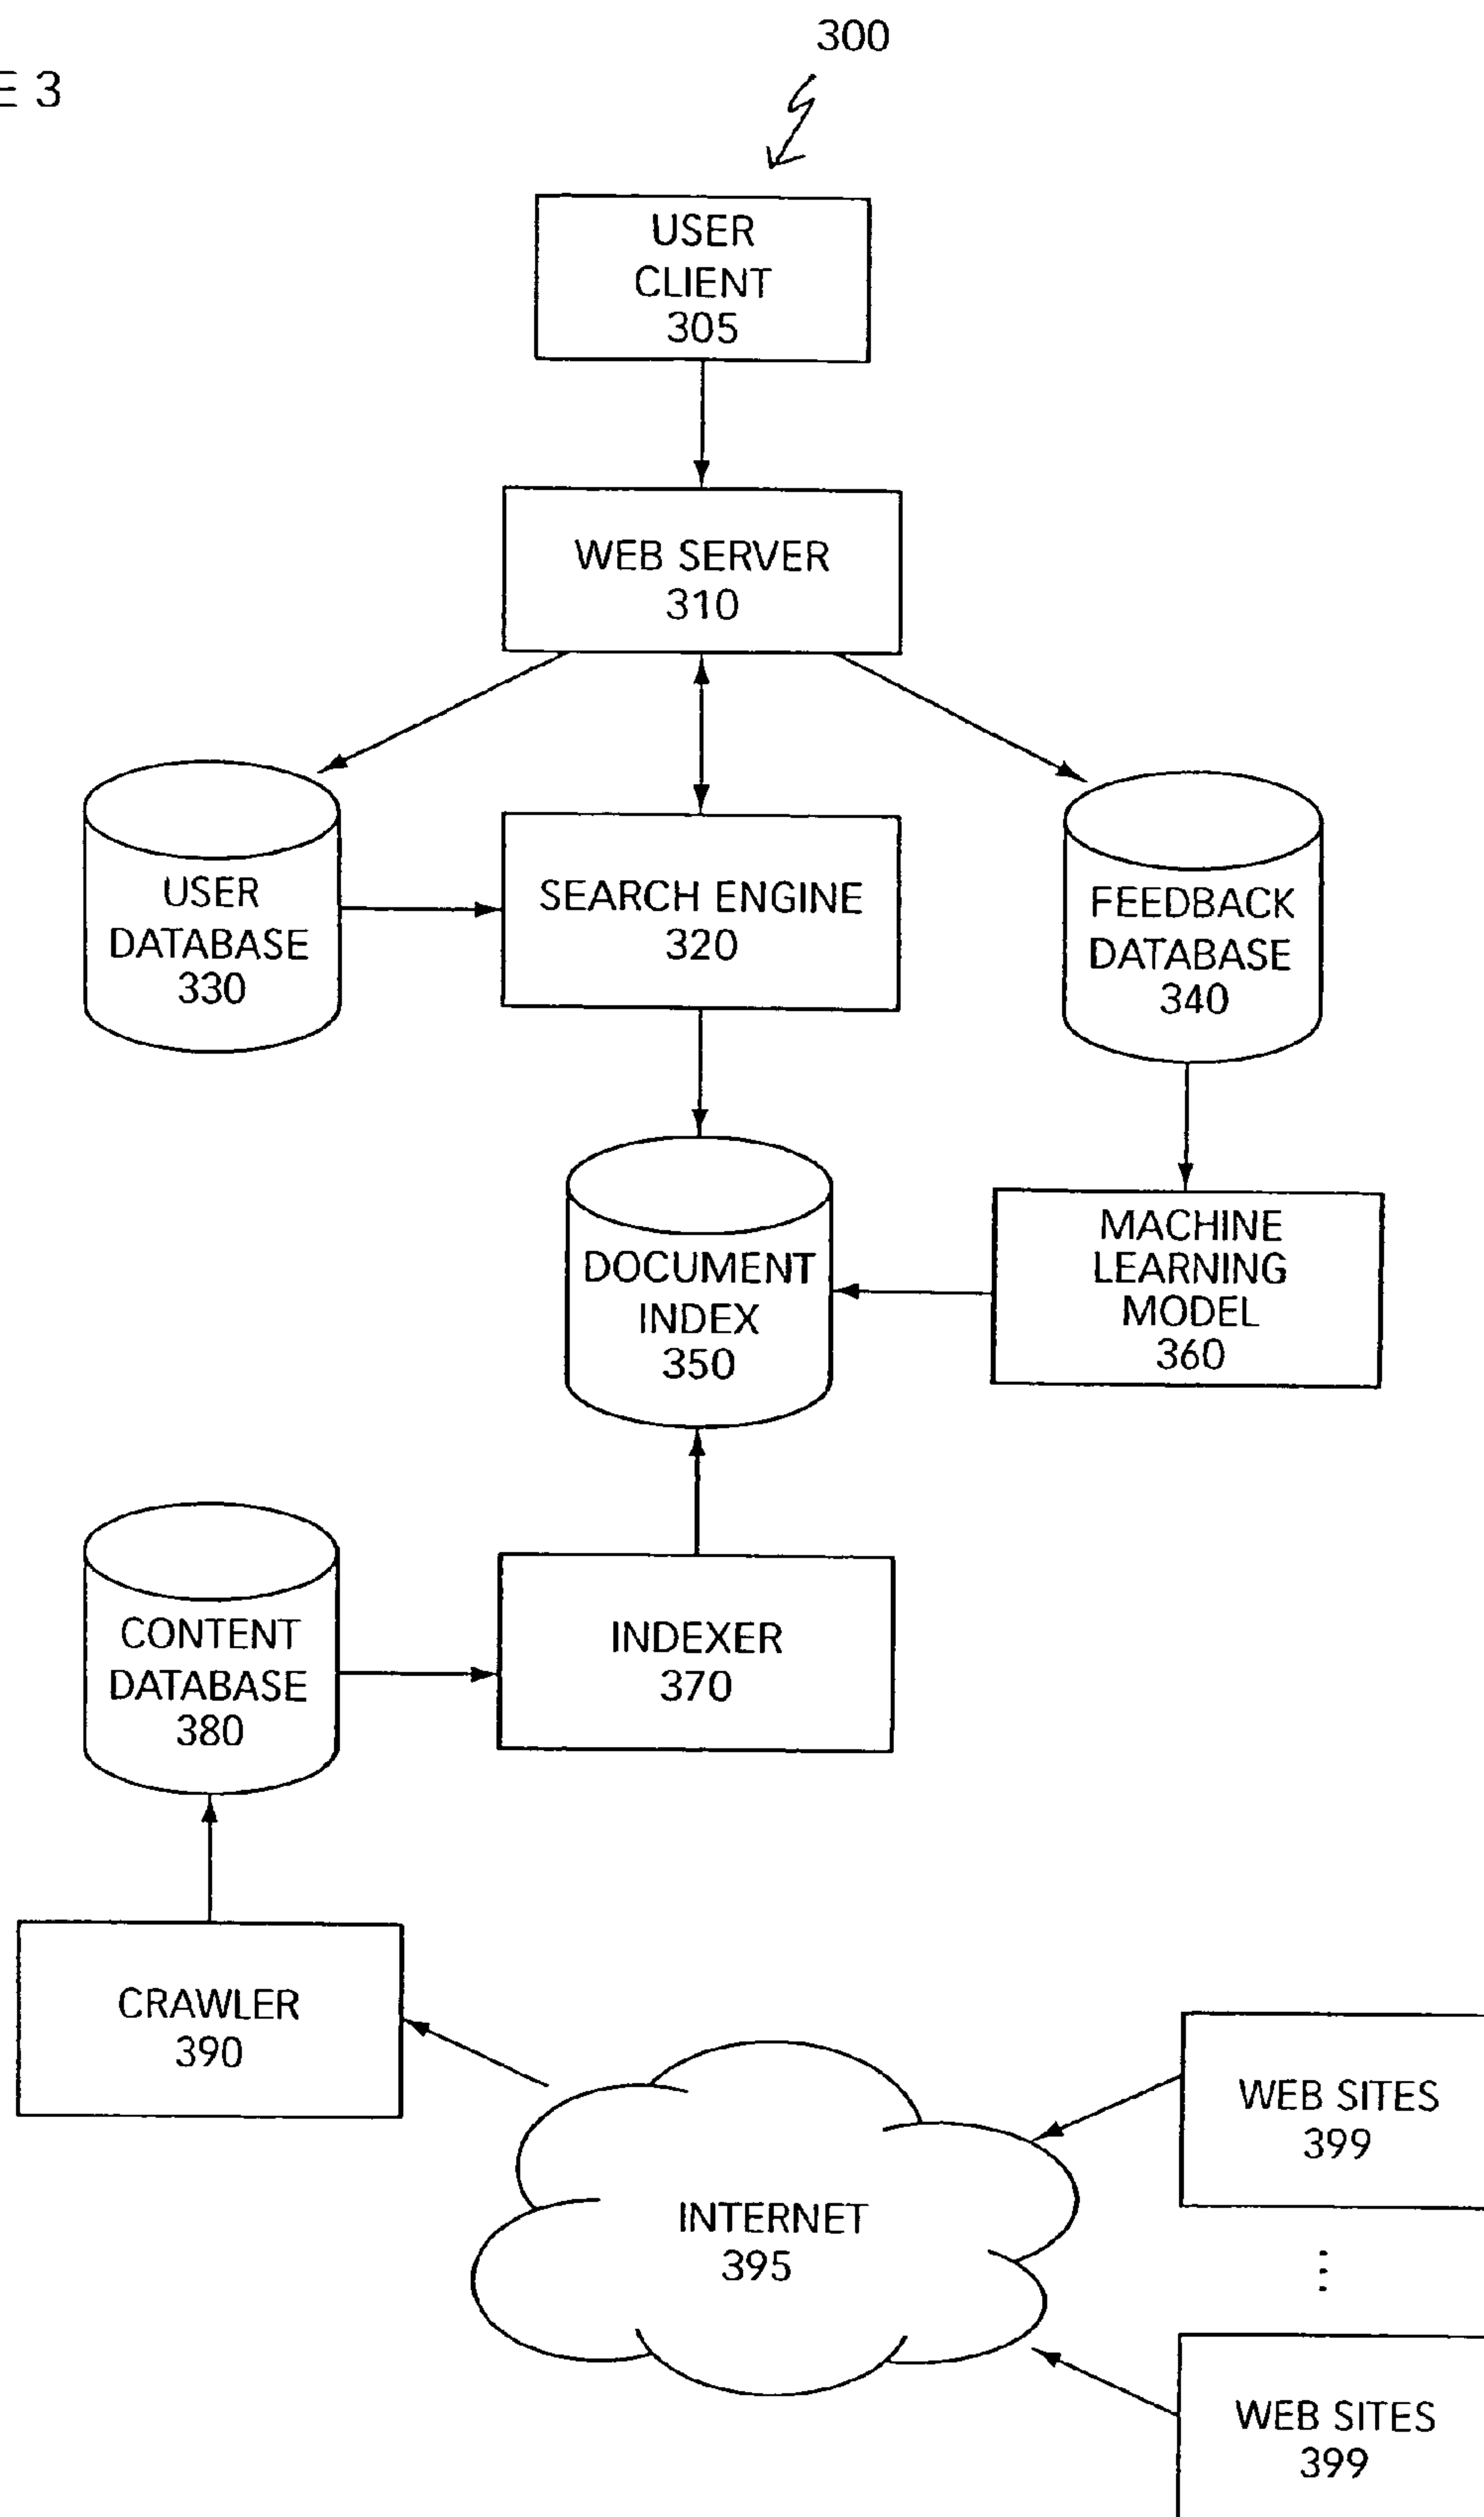 300
E 3
USER
CLIENT
305
WEB SERVER
310
USER
DATABASE
330
SEARCH ENGINE
320
FEEDBACK
DATABASE
340
DOCUMENT
INDEX
350
MACHINE
LEARNING
MODEL
360
CONTENT
DATABASE
380
INDEXER
370
CRAWLER
390
INTERNET
395
WEB SITES
399
WEB SITES
399